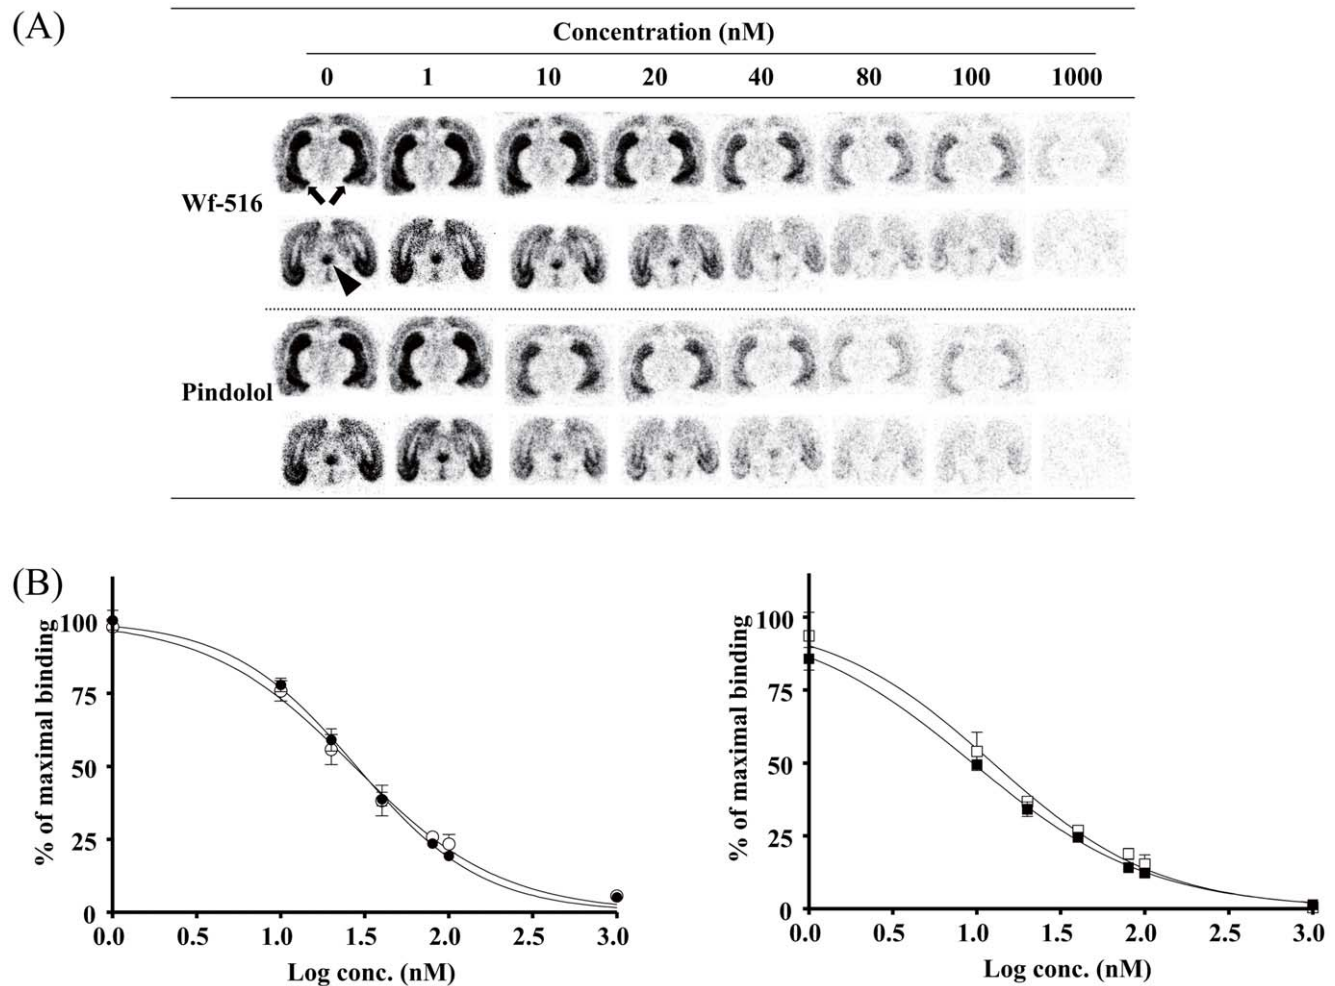 (A)
Concentration (nM)
0 1 10 20 40 80 100 1000
Wf-516
Pindolol
(B)
% of maximal binding
100
75
50
25
0
0.0 0.5 1.0 1.5 2.0 2.5 3.0
Log conc. (nM)
% of maximal binding
100
75
50
25
0
0.0 0.5 1.0 1.5 2.0 2.5 3.0
Log conc. (nM)